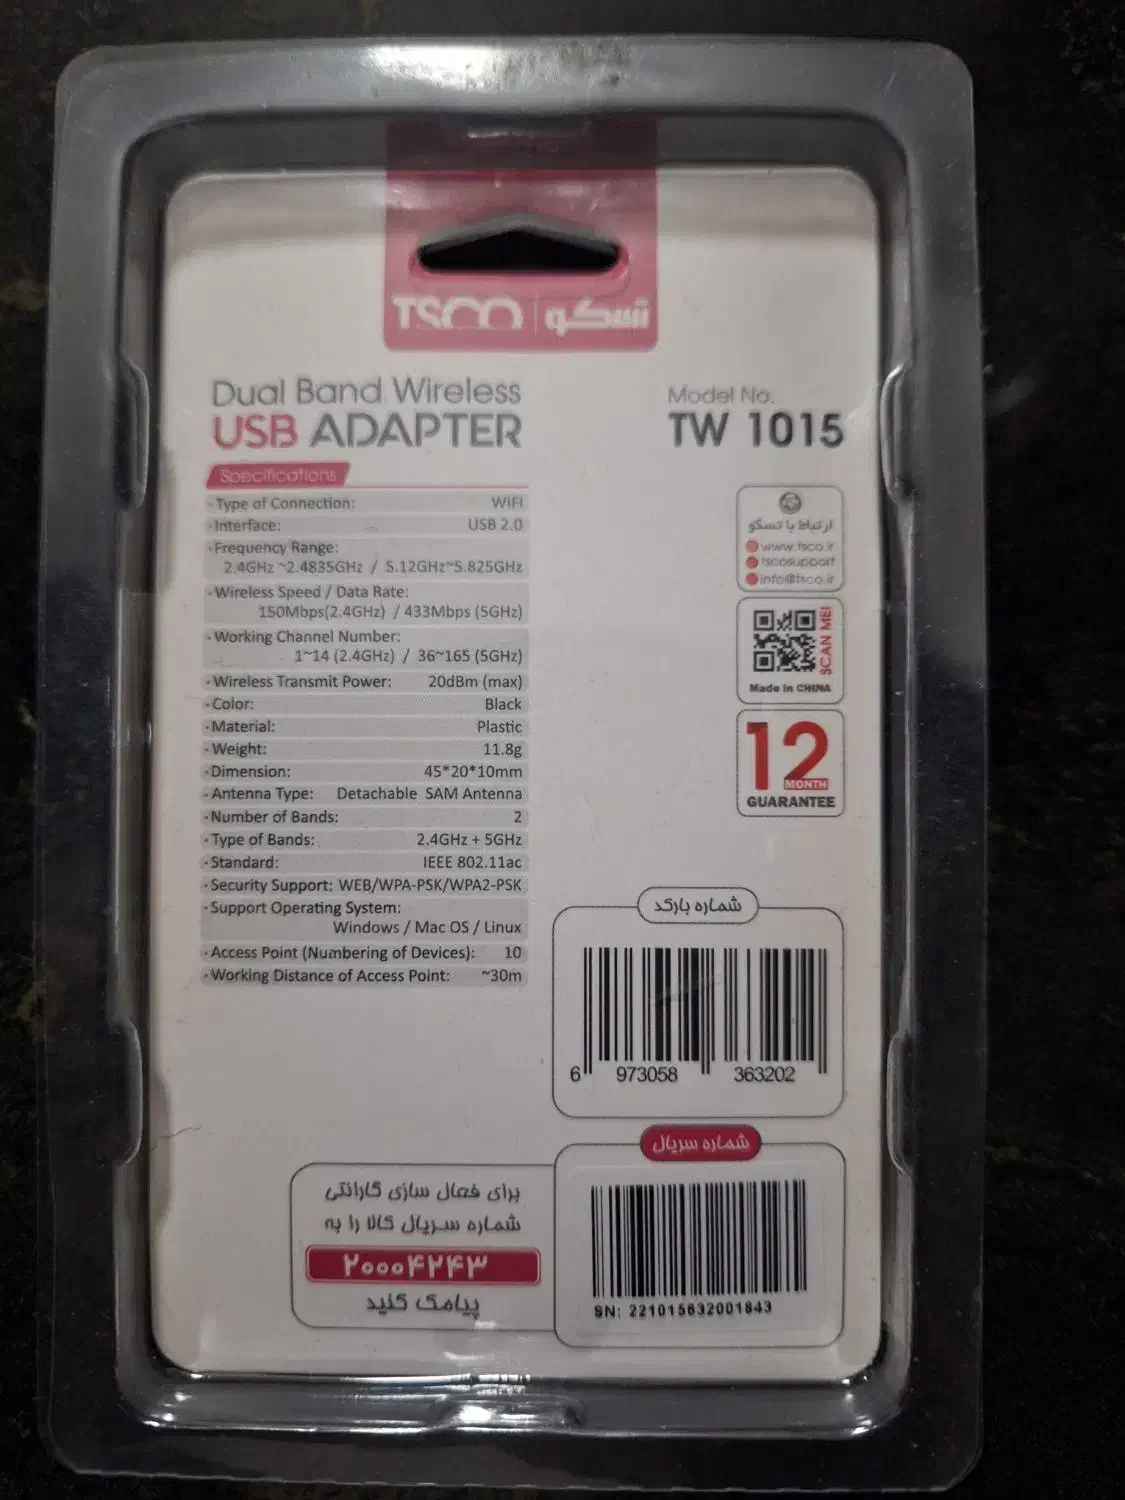 TSCO | تسکو
Dual Band Wireless
USB ADAPTER
Model No.
TW 1015
Specifications
· Type of Connection: WIFI
· Interface: USB 2.0
· Frequency Range:
2.4GHz ~2.4835GHz / 5.12GHz~5.825GHz
· Wireless Speed / Data Rate:
150Mbps(2.4GHz) / 433Mbps (5GHz)
· Working Channel Number:
1~14 (2.4GHz) / 36~165 (5GHz)
· Wireless Transmit Power: 20dBm (max)
· Color: Black
· Material: Plastic
· Weight: 11.8g
· Dimension: 45*20*10mm
· Antenna Type: Detachable SAM Antenna
· Number of Bands: 2
· Type of Bands: 2.4GHz + 5GHz
· Standard: IEEE 802.11ac
· Security Support: WEB/WPA-PSK/WPA2-PSK
· Support Operating System:
Windows / Mac OS / Linux
· Access Point (Numbering of Devices): 10
· Working Distance of Access Point: ~30m
ارتباط با تسکو
www.tsco.ir
tscosupport
info@tsco.ir
SCAN ME!
Made in CHINA
12
MONTH
GUARANTEE
شماره بارکد
6 973058 363202
شماره سریال
SN: 221015632001843
برای فعال سازی گارانتی
شماره سریال کالا را به
۲۰۰۰۴۲۴۳
پیامک کنید